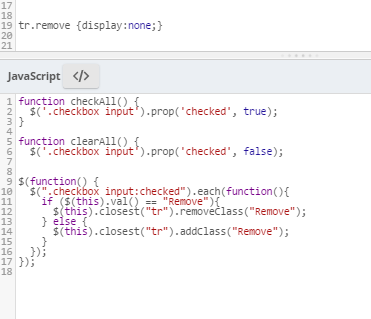 17
18
19 tr.remove {display:none;}
20
21
JavaScript </>
1 function checkAll() {
2 $('.checkbox input').prop('checked', true);
3 }
4
5 function clearAll() {
6 $('.checkbox input').prop('checked', false);
7
8
9 $(function() {
10 $(".checkbox input:checked").each(function(){
11 if ($(this).val() == "Remove"){
12 $(this).closest("tr").removeClass("Remove");
13 } else {
14 $(this).closest("tr").addClass("Remove");
15 }
16 });
17 });
18